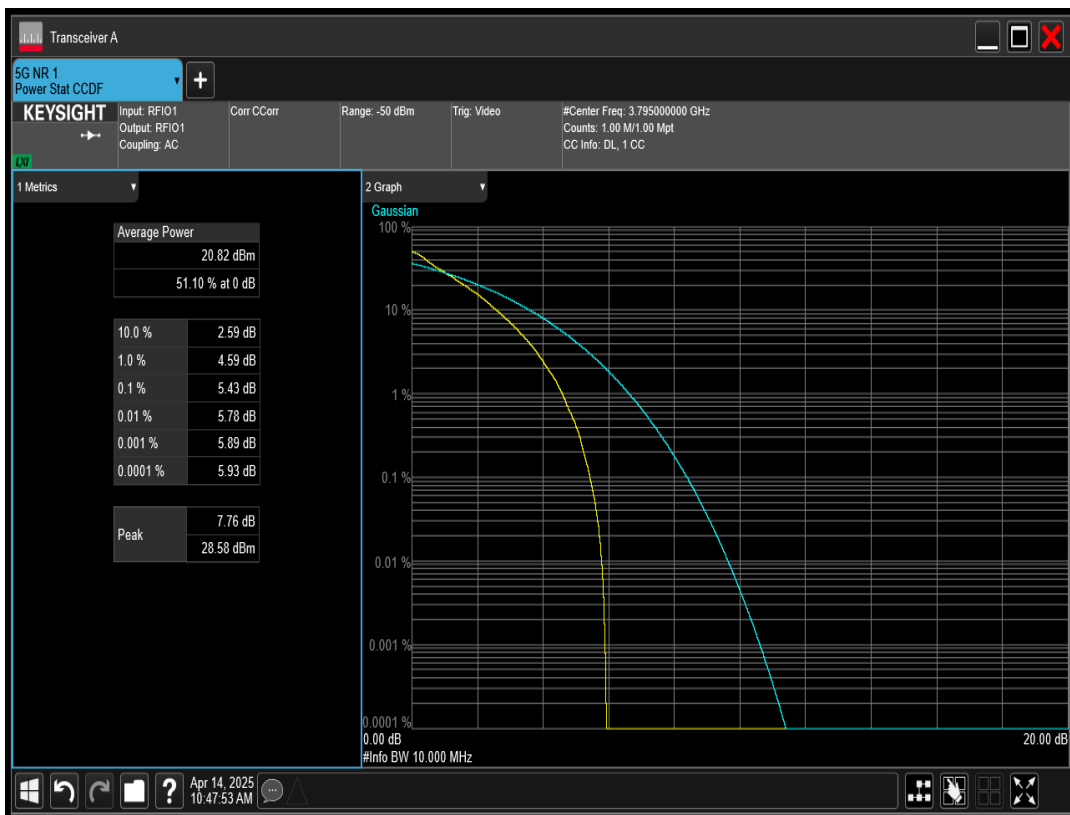 Transceiver A
5G NR 1
Power Stat CCDF
+
KEYSIGHT
LXI
Input: RFIO1
Output: RFIO1
Coupling: AC
Corr CCorr
Range: -50 dBm
Trig: Video
#Center Freq: 3.795000000 GHz
Counts: 1.00 M/1.00 Mpt
CC Info: DL, 1 CC
1 Metrics
Average Power
20.82 dBm
51.10 % at 0 dB
10.0 % 2.59 dB
1.0 % 4.59 dB
0.1 % 5.43 dB
0.01 % 5.78 dB
0.001 % 5.89 dB
0.0001 % 5.93 dB
Peak
7.76 dB
28.58 dBm
2 Graph
Gaussian
100 %
10 %
1 %
0.1 %
0.01 %
0.001 %
0.0001 %
0.00 dB 20.00 dB
#Info BW 10.000 MHz
?
Apr 14, 2025
10:47:53 AM